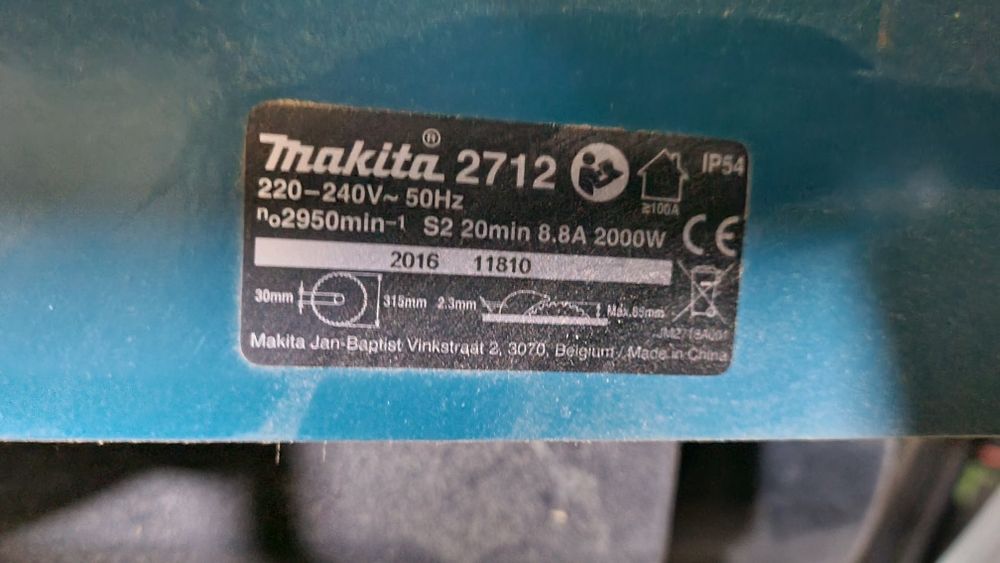 makita® 2712 IP54
220-240V~ 50Hz ≥100A
n₀2950min-1 S2 20min 8.8A 2000W CE
2016 11810
30mm 315mm 2.3mm Max.85mm
Makita Jan-Baptist Vinkstraat 2, 3070, Belgium / Made in China